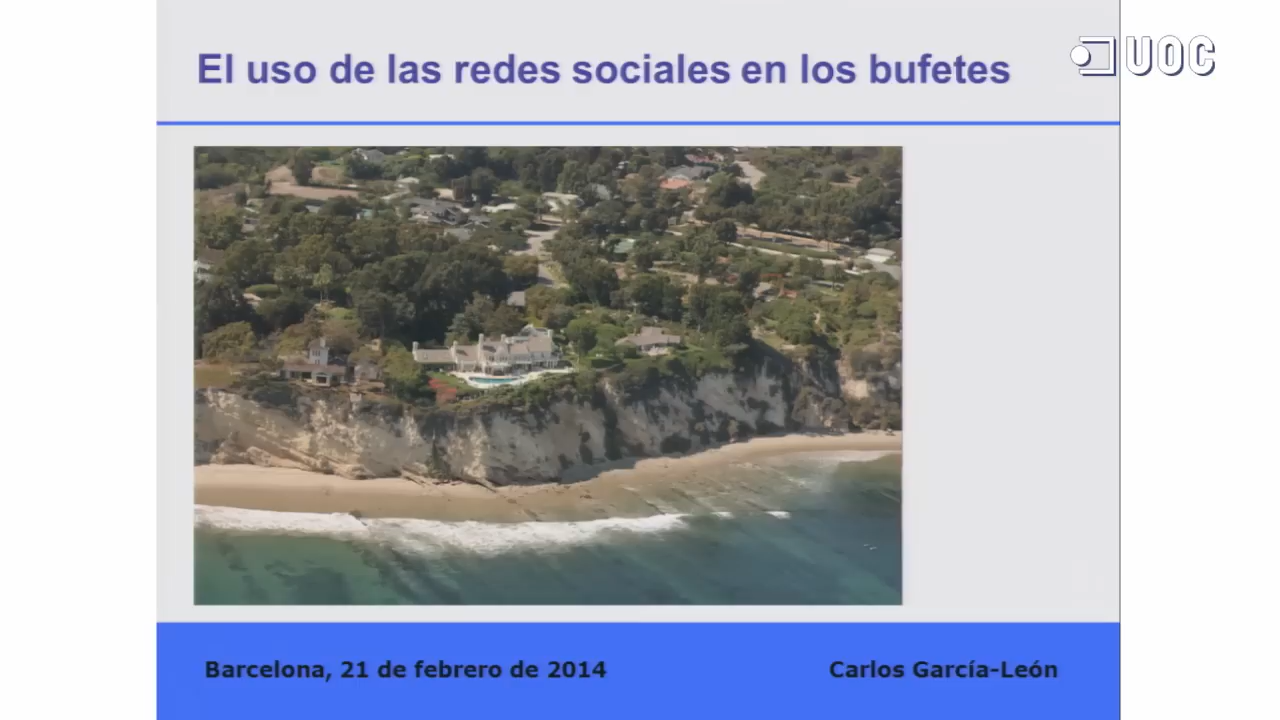 El uso de las redes sociales en los bufetes
UOC
Barcelona, 21 de febrero de 2014
Carlos García-León